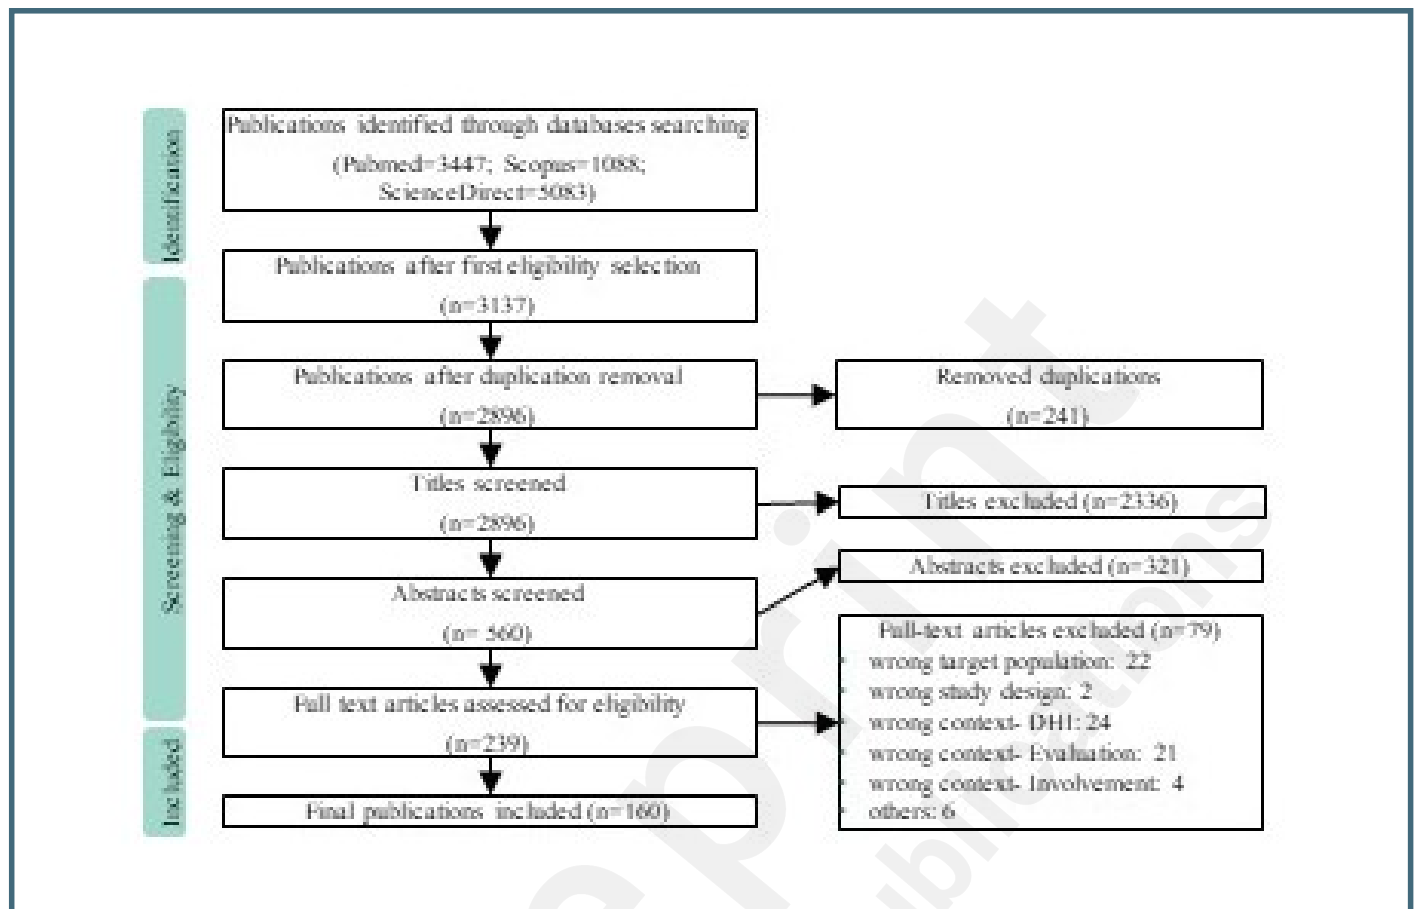 Identification
Publications identified through databases searching
(Pubmed=3447; Scopus=1088;
ScienceDirect=5083)
Publications after first eligibility selection
(n=3137)
Screening & Eligibility
Publications after duplication removal
(n=2896)
Removed duplications
(n=241)
Titles screened
(n=2896)
Titles excluded (n=2336)
Abstracts screened
(n= 560)
Abstracts excluded (n=321)
Full text articles assessed for eligibility
(n=239)
Full-text articles excluded (n=79)
wrong target population: 22
wrong study design: 2
wrong context- DHI: 24
wrong context- Evaluation: 21
wrong context- Involvement: 4
others: 6
Included
Final publications included (n=160)